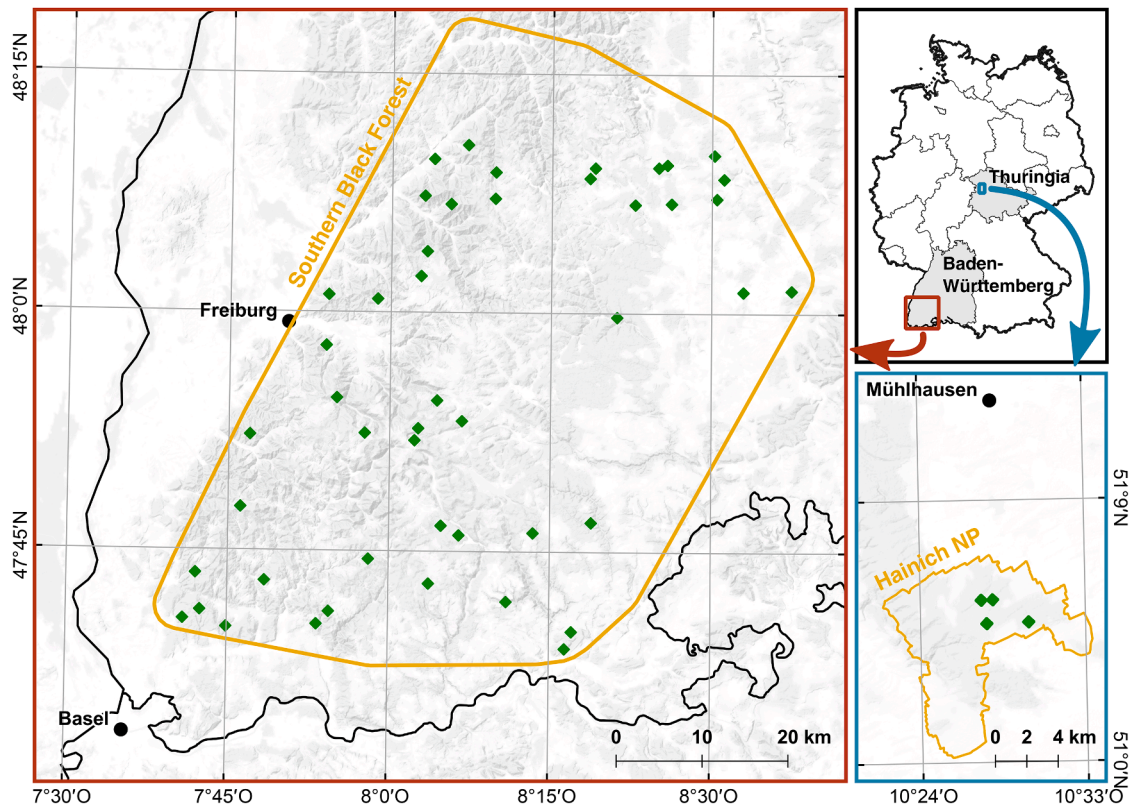 48°15'N
48°0'N
47°45'N
Southern Black Forest
Freiburg
Basel
0 10 20 km
7°30'O 7°45'O 8°0'O 8°15'O 8°30'O
Thuringia
Baden-
Württemberg
Mühlhausen
Hainich NP
51°9'N
51°0'N
0 2 4 km
10°24'O 10°33'O